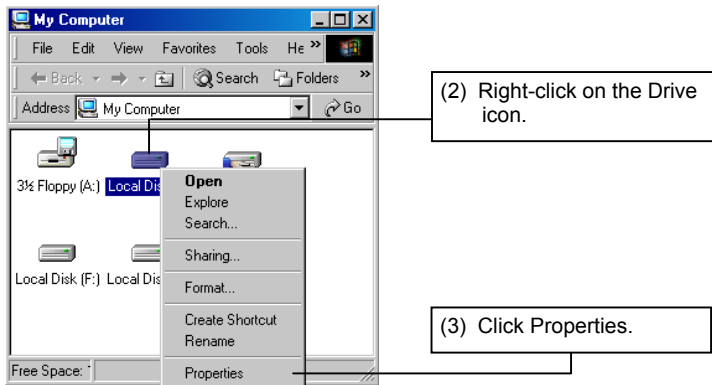 My Computer
File Edit View Favorites Tools He »
Back Search Folders »
Address My Computer Go
3½ Floppy (A:) Local Dis
Open
Explore
Search...
Sharing...
Local Disk (F:) Local Dis
Format...
Create Shortcut
Rename
Properties
Free Space:
(2) Right-click on the Drive
icon.
(3) Click Properties.